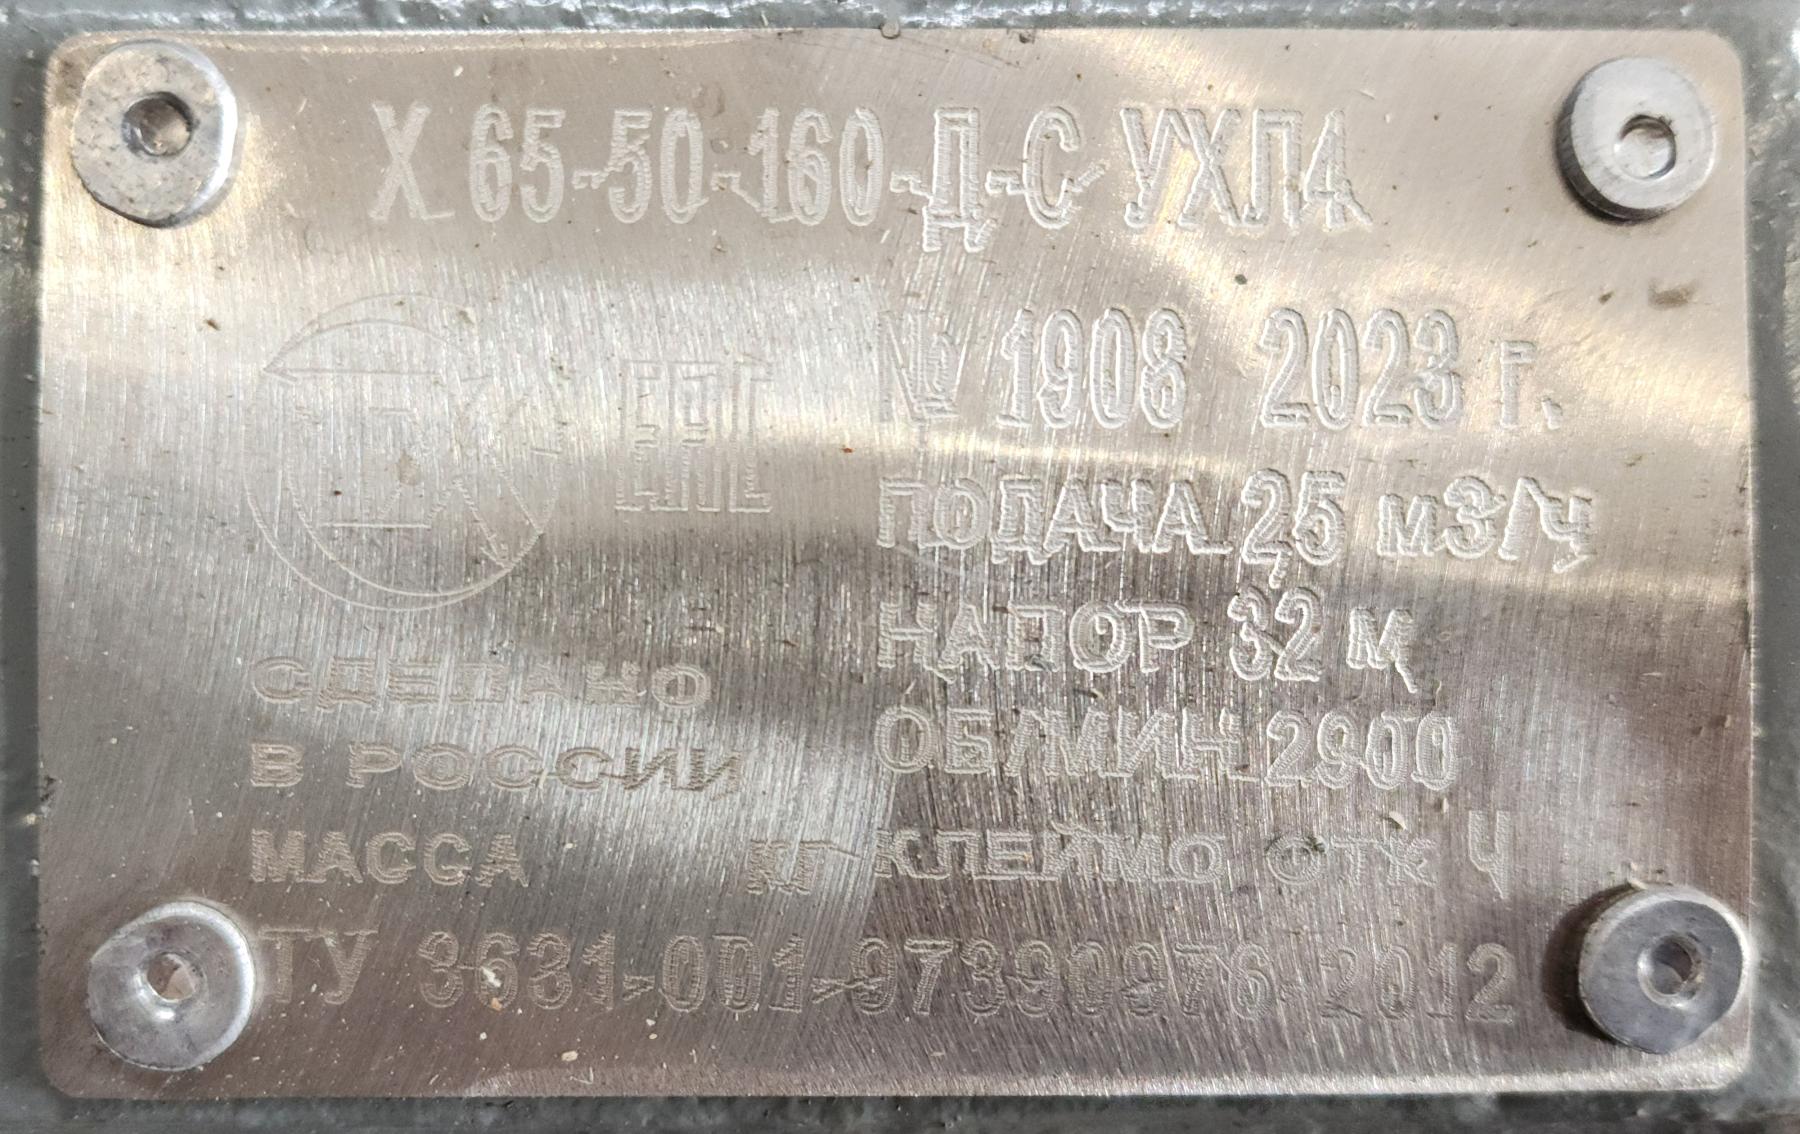 Х 65-50-160-Д-С УХЛ4
№ 1908 2023 г.
ЕАС
ПОДАЧА 25 м3/ч
НАПОР 32 м
СДЕЛАНО
В РОССИИ
ОБ/МИН 2900
МАССА кг КЛЕЙМО ОТК Ч
ТУ 3631-001-97390976-2012